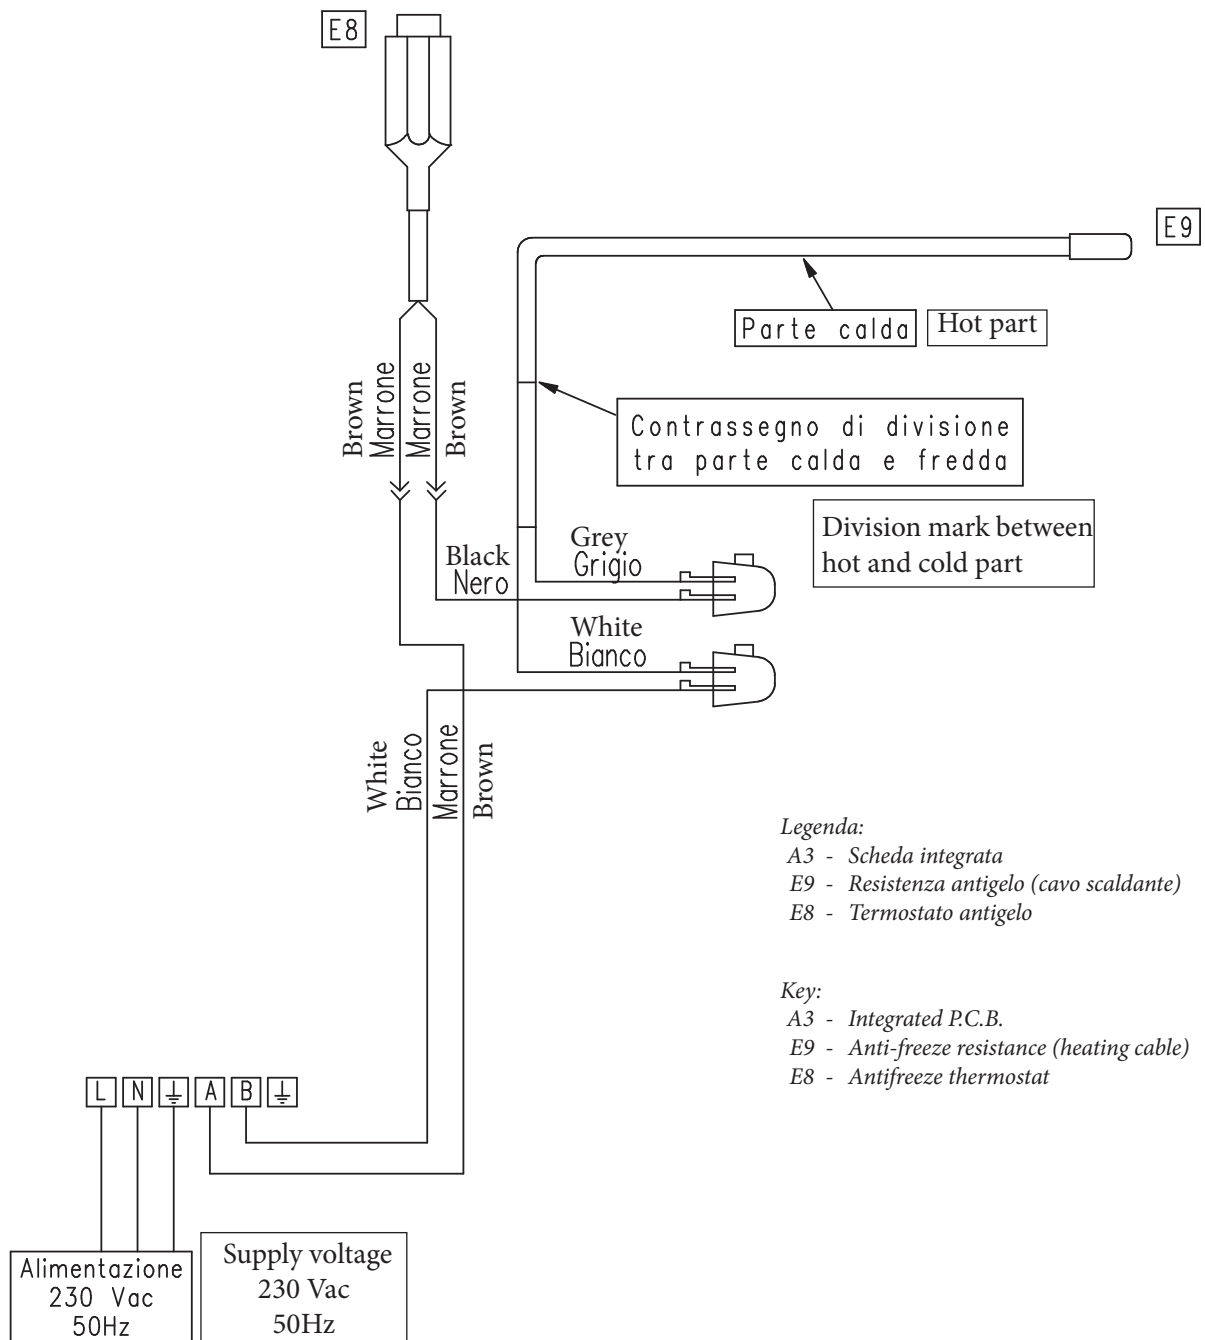 E8
E9
Parte calda
Hot part
Brown
Marrone
Marrone
Brown
Contrassegno di divisione
tra parte calda e fredda
Division mark between
hot and cold part
Black
Nero
Grey
Grigio
White
Bianco
White
Bianco
Marrone
Brown
Legenda:
A3 - Scheda integrata
E9 - Resistenza antigelo (cavo scaldante)
E8 - Termostato antigelo
Key:
A3 - Integrated P.C.B.
E9 - Anti-freeze resistance (heating cable)
E8 - Antifreeze thermostat
L N ⏚ A B ⏚
Alimentazione
230 Vac
50Hz
Supply voltage
230 Vac
50Hz